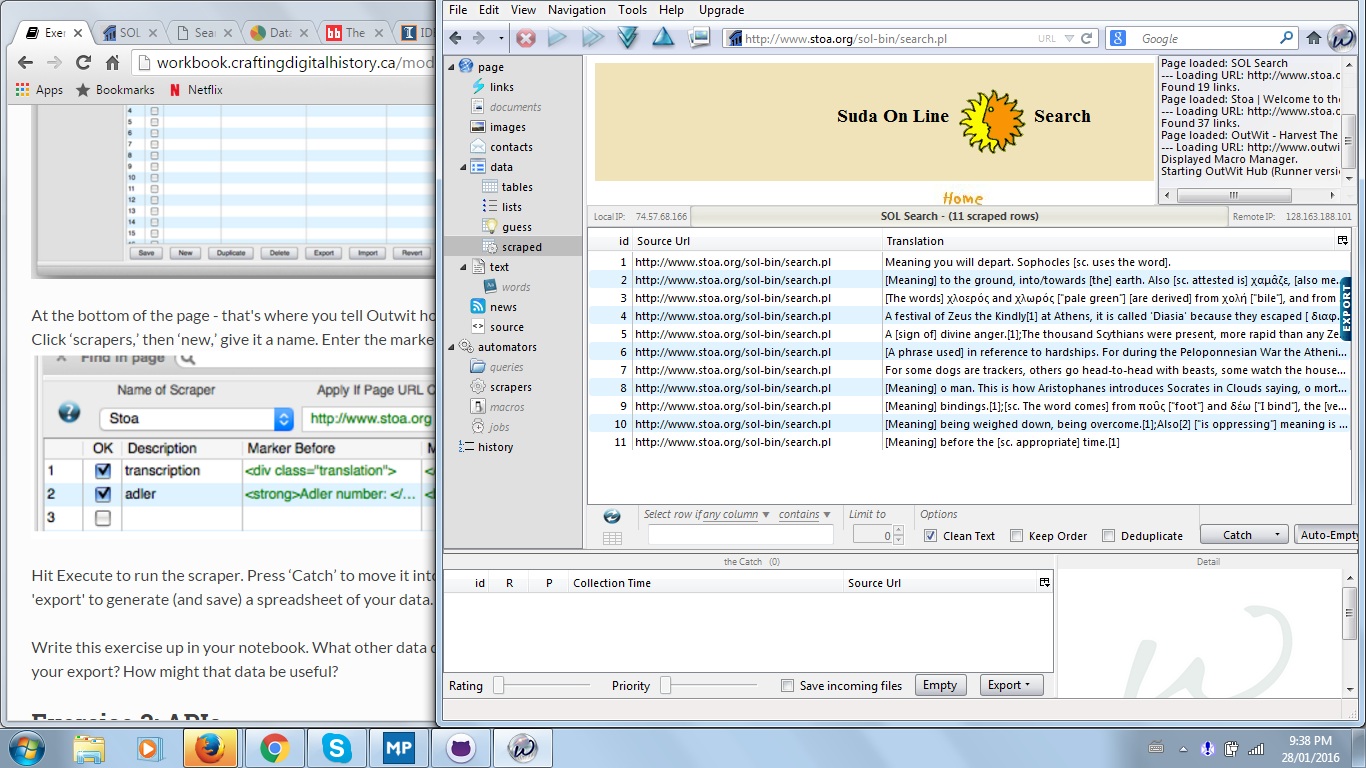 Exer
SOL
Sear
Data
The
IDI
workbook.craftingdigitalhistory.ca/mod
Apps
Bookmarks
Netflix
4
5
6
7
8
9
10
11
12
13
14
15
Save
New
Duplicate
Delete
Export
Import
Revert
At the bottom of the page - that's where you tell Outwit ho
Click ‘scrapers,’ then ‘new,’ give it a name. Enter the marke
Find in page
Name of Scraper
Apply If Page URL C
Stoa
http://www.stoa.org
OK Description Marker Before M
1 transcription <div class="translation"> </
2 adler <strong>Adler number: </...
3
Hit Execute to run the scraper. Press ‘Catch’ to move it into
'export' to generate (and save) a spreadsheet of your data.
Write this exercise up in your notebook. What other data c
your export? How might that data be useful?
Exercise 2: APIs
File Edit View Navigation Tools Help Upgrade
http://www.stoa.org/sol-bin/search.pl
URL
8
Google
page
links
documents
images
contacts
data
tables
lists
guess
scraped
text
words
news
source
automators
queries
scrapers
macros
jobs
history
Suda On Line Search
Home
Page loaded: SOL Search
--- Loading URL: http://www.stoa.c
Found 19 links.
Page loaded: Stoa | Welcome to the
--- Loading URL: http://www.stoa.c
Found 37 links.
Page loaded: OutWit - Harvest The
--- Loading URL: http://www.outwi
Displayed Macro Manager.
Starting OutWit Hub (Runner versi
Local IP: 74.57.68.166
SOL Search - (11 scraped rows)
Remote IP: 128.163.188.101
id Source Url Translation
1 http://www.stoa.org/sol-bin/search.pl Meaning you will depart. Sophocles [sc. uses the word].
2 http://www.stoa.org/sol-bin/search.pl [Meaning] to the ground, into/towards [the] earth. Also [sc. attested is] χαμᾶζε, [also me...
3 http://www.stoa.org/sol-bin/search.pl [The words] χλοερός and χλωρός ["pale green"] [are derived] from χολή ["bile"], and from
4 http://www.stoa.org/sol-bin/search.pl A festival of Zeus the Kindly[1] at Athens, it is called 'Diasia' because they escaped [ διαφ.
5 http://www.stoa.org/sol-bin/search.pl A [sign of] divine anger.[1];The thousand Scythians were present, more rapid than any Ze
6 http://www.stoa.org/sol-bin/search.pl [A phrase used] in reference to hardships. For during the Peloponnesian War the Atheni...
7 http://www.stoa.org/sol-bin/search.pl For some dogs are trackers, others go head-to-head with beasts, some watch the house...
8 http://www.stoa.org/sol-bin/search.pl [Meaning] o man. This is how Aristophanes introduces Socrates in Clouds saying, o mort...
9 http://www.stoa.org/sol-bin/search.pl [Meaning] bindings.[1];[sc. The word comes] from ποῦς ["foot"] and δέω ["I bind"], the [ve...
10 http://www.stoa.org/sol-bin/search.pl [Meaning] being weighed down, being overcome.[1];Also[2] ["is oppressing"] meaning is ...
11 http://www.stoa.org/sol-bin/search.pl [Meaning] before the [sc. appropriate] time.[1]
EXPORT
Select row if any column contains
Limit to
0
Options
Clean Text
Keep Order
Deduplicate
Catch
Auto-Empty
the Catch (0)
Detail
id R P Collection Time Source Url
Rating
Priority
Save incoming files
Empty
Export
MP
9:38 PM
28/01/2016